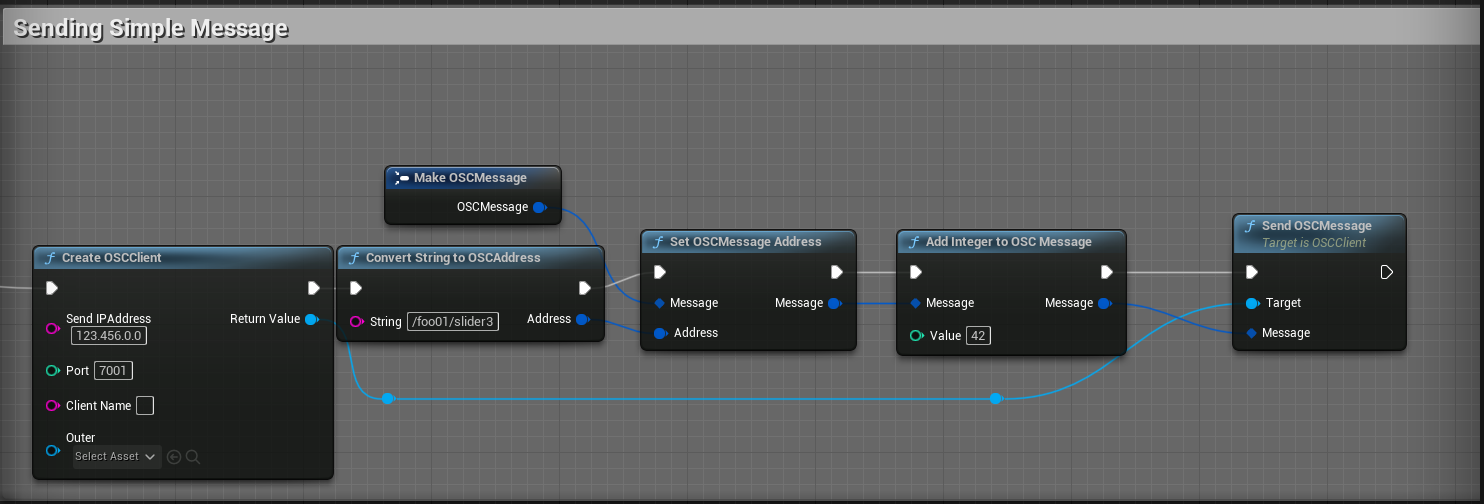 Sending Simple Message
Make OSCMessage
OSCMessage
Create OSCClient
Send IPAddress
123.456.0.0
Return Value
Port 7001
Client Name
Outer
Select Asset
Convert String to OSCAddress
String /foo01/slider3
Address
Set OSCMessage Address
Message Message
Address
Add Integer to OSC Message
Message Message
Value 42
Send OSCMessage
Target is OSCClient
Target
Message